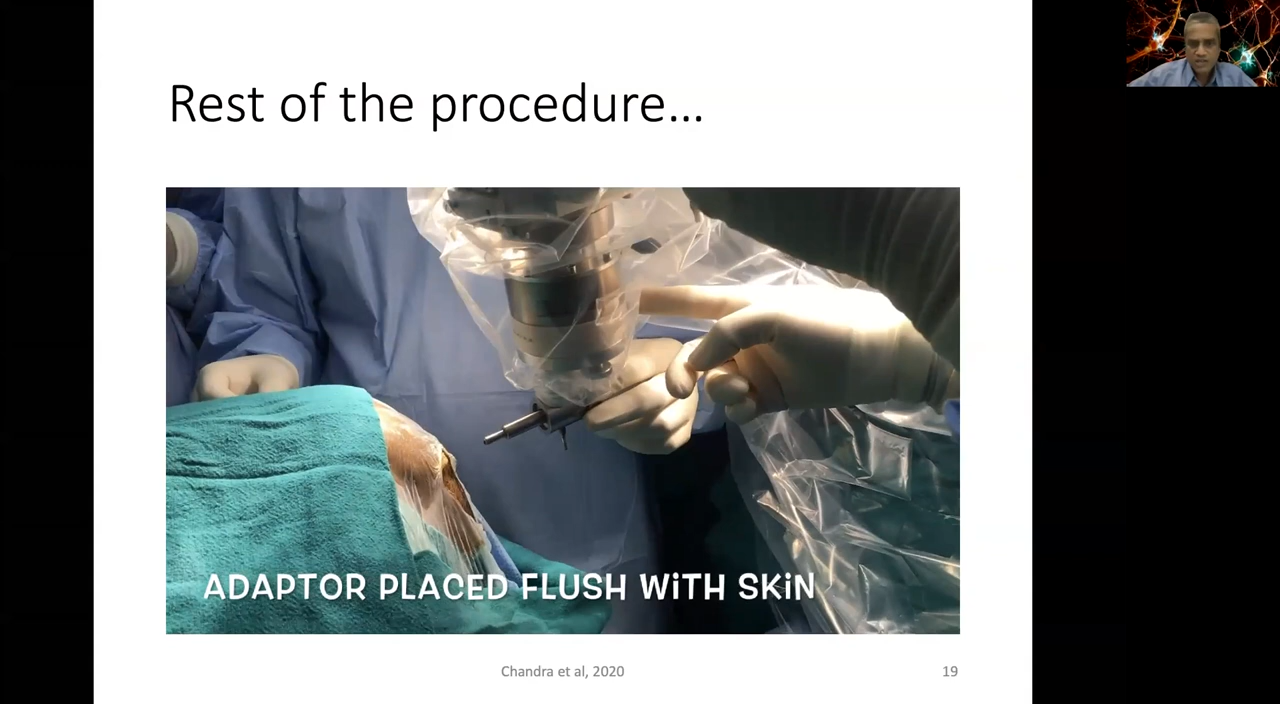 Rest of the procedure...
ADAPTOR PLACED FLUSH WiTH SKiN
Chandra et al, 2020
19